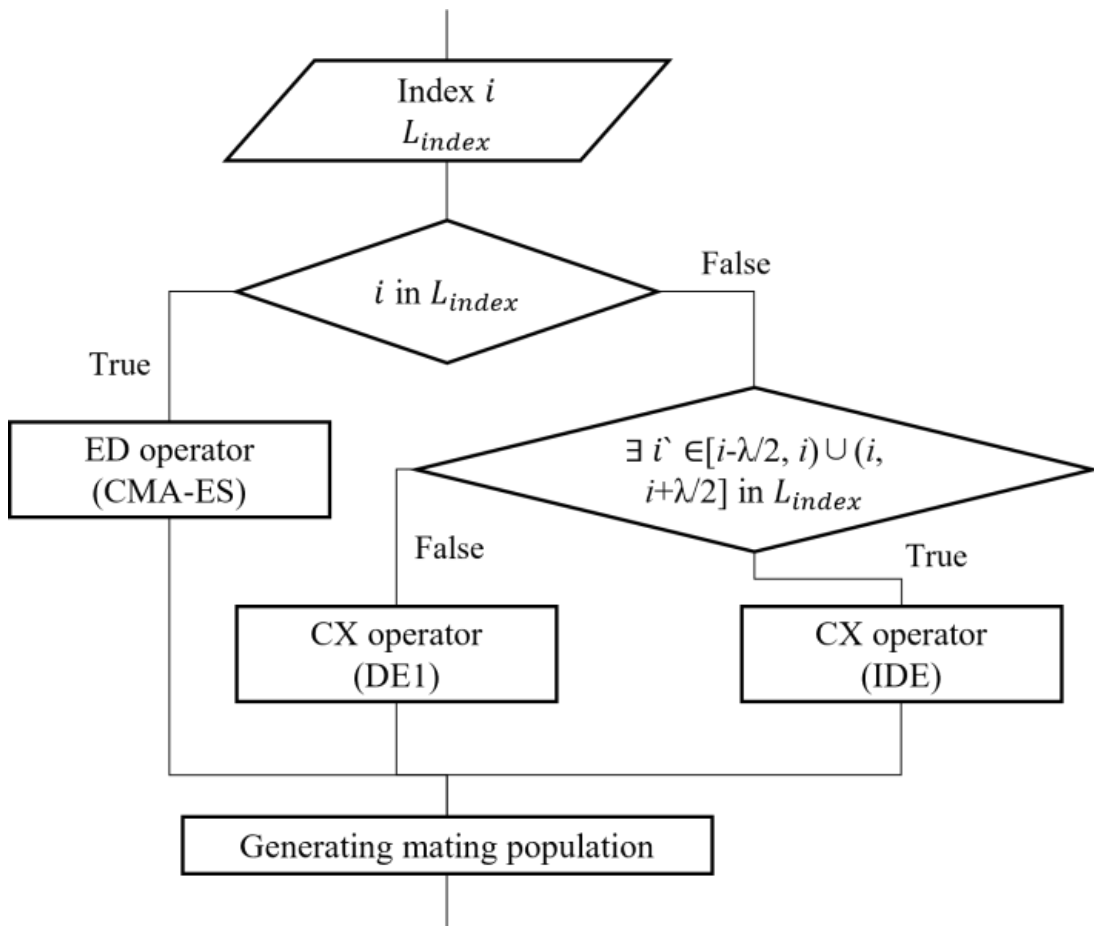 Index i
L_index
i in L_index
False
True
ED operator
(CMA-ES)
∃ i` ∈[i-λ/2, i) ∪ (i,
i+λ/2] in L_index
False
True
CX operator
(DE1)
CX operator
(IDE)
Generating mating population